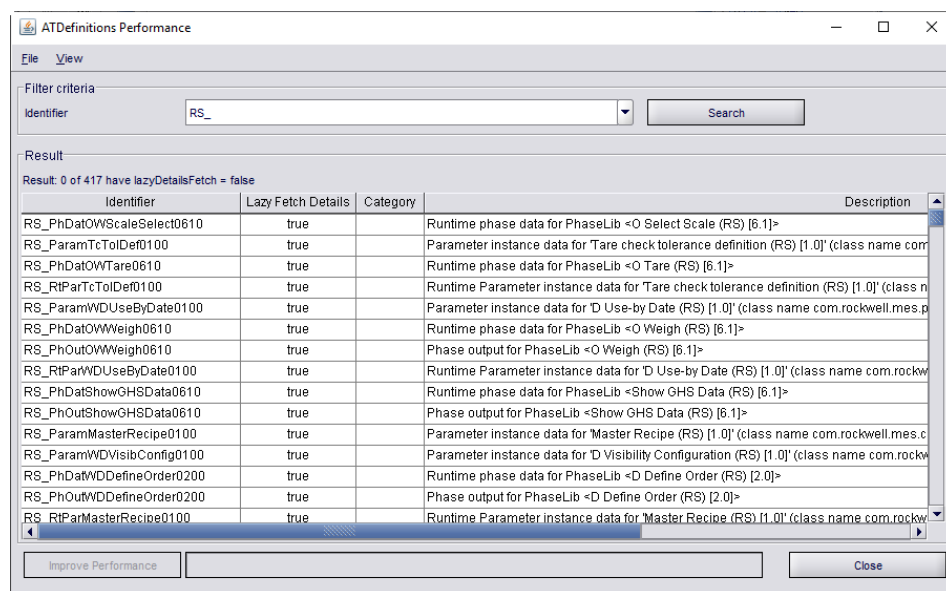 ATDefinitions Performance
File View
Filter criteria
Identifier RS_ Search
Result
Result: 0 of 417 have lazyDetailsFetch = false
Identifier Lazy Fetch Details Category Description
RS_PhDatOWScaleSelect0610 true Runtime phase data for PhaseLib <O Select Scale (RS) [6.1]>
RS_ParamTcTolDef0100 true Parameter instance data for 'Tare check tolerance definition (RS) [1.0]' (class name com
RS_PhDatOWTare0610 true Runtime phase data for PhaseLib <O Tare (RS) [6.1]>
RS_RtParTcTolDef0100 true Runtime Parameter instance data for 'Tare check tolerance definition (RS) [1.0]' (class n
RS_ParamWDUseByDate0100 true Parameter instance data for 'D Use-by Date (RS) [1.0]' (class name com.rockwell.mes.p
RS_PhDatOWWeigh0610 true Runtime phase data for PhaseLib <O Weigh (RS) [6.1]>
RS_PhOutOWWeigh0610 true Phase output for PhaseLib <O Weigh (RS) [6.1]>
RS_RtParWDUseByDate0100 true Runtime Parameter instance data for 'D Use-by Date (RS) [1.0]' (class name com.rockw
RS_PhDatShowGHSData0610 true Runtime phase data for PhaseLib <Show GHS Data (RS) [6.1]>
RS_PhOutShowGHSData0610 true Phase output for PhaseLib <Show GHS Data (RS) [6.1]>
RS_ParamMasterRecipe0100 true Parameter instance data for 'Master Recipe (RS) [1.0]' (class name com.rockwell.mes.c
RS_ParamWDVisibConfig0100 true Parameter instance data for 'D Visibility Configuration (RS) [1.0]' (class name com.rockw
RS_PhDatWDDefineOrder0200 true Runtime phase data for PhaseLib <D Define Order (RS) [2.0]>
RS_PhOutWDDefineOrder0200 true Phase output for PhaseLib <D Define Order (RS) [2.0]>
RS_RtParMasterRecipe0100 true Runtime Parameter instance data for 'Master Recipe (RS) [1.0]' (class name com.rockw
Improve Performance Close